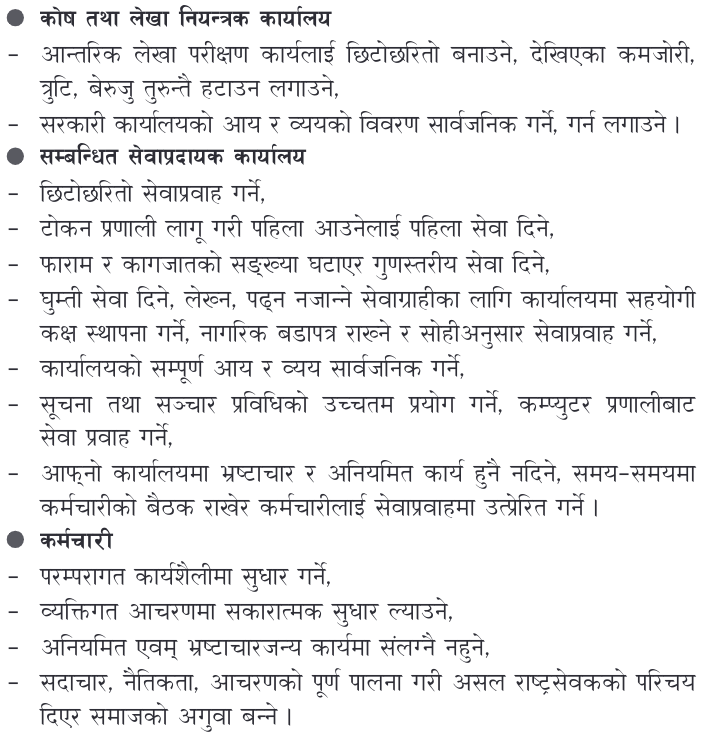 ● कोष तथा लेखा नियन्त्रक कार्यालय
– आन्तरिक लेखा परीक्षण कार्यलाई छिटोछरितो बनाउने, देखिएका कमजोरी,
त्रुटि, बेरुजु तुरुन्तै हटाउन लगाउने,
– सरकारी कार्यालयको आय र व्ययको विवरण सार्वजनिक गर्ने, गर्न लगाउने ।
● सम्बन्धित सेवाप्रदायक कार्यालय
– छिटोछरितो सेवाप्रवाह गर्ने,
– टोकन प्रणाली लागू गरी पहिला आउनेलाई पहिला सेवा दिने,
– फाराम र कागजातको सङ्ख्या घटाएर गुणस्तरीय सेवा दिने,
– घुम्ती सेवा दिने, लेख्न, पढ्न नजान्ने सेवाग्राहीका लागि कार्यालयमा सहयोगी
कक्ष स्थापना गर्ने, नागरिक बडापत्र राख्ने र सोहीअनुसार सेवाप्रवाह गर्ने,
– कार्यालयको सम्पूर्ण आय र व्यय सार्वजनिक गर्ने,
– सूचना तथा सञ्चार प्रविधिको उच्चतम प्रयोग गर्ने, कम्प्युटर प्रणालीबाट
सेवा प्रवाह गर्ने,
– आफ्‌नो कार्यालयमा भ्रष्टाचार र अनियमित कार्य हुनै नदिने, समय–समयमा
कर्मचारीको बैठक राखेर कर्मचारीलाई सेवाप्रवाहमा उत्प्रेरित गर्ने ।
● कर्मचारी
– परम्परागत कार्यशैलीमा सुधार गर्ने,
– व्यक्तिगत आचरणमा सकारात्मक सुधार ल्याउने,
– अनियमित एवम् भ्रष्टाचारजन्य कार्यमा संलग्नै नहुने,
– सदाचार, नैतिकता, आचरणको पूर्ण पालना गरी असल राष्ट्रसेवकको परिचय
दिएर समाजको अगुवा बन्ने ।